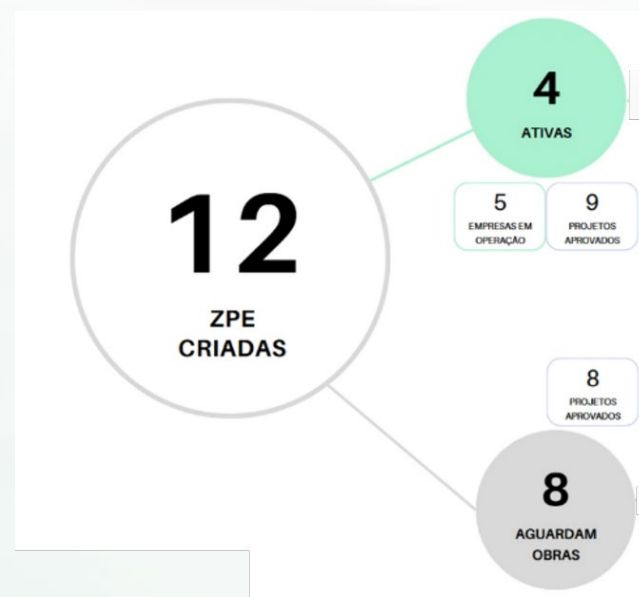 12
ZPE
CRIADAS
4
ATIVAS
5
EMPRESAS EM
OPERAÇÃO
9
PROJETOS
APROVADOS
8
PROJETOS
APROVADOS
8
AGUARDAM
OBRAS